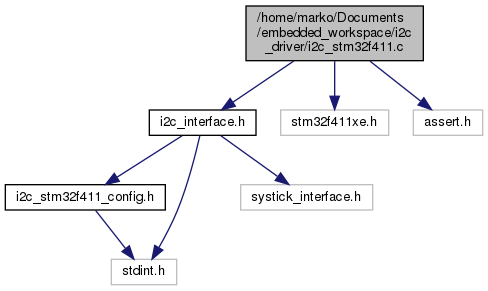 /home/marko/Documents
/embedded_workspace/i2c
_driver/i2c_stm32f411.c
i2c_interface.h
stm32f411xe.h
assert.h
i2c_stm32f411_config.h
systick_interface.h
stdint.h